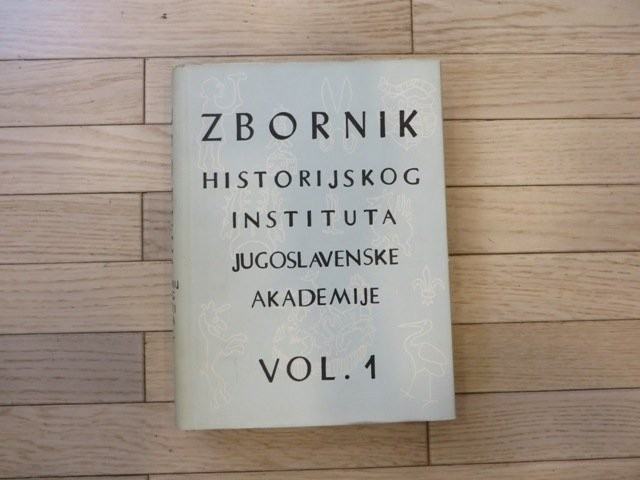 ZBORNIK
HISTORIJSKOG
INSTITUTA
JUGOSLAVENSKE
AKADEMIJE
VOL. 1